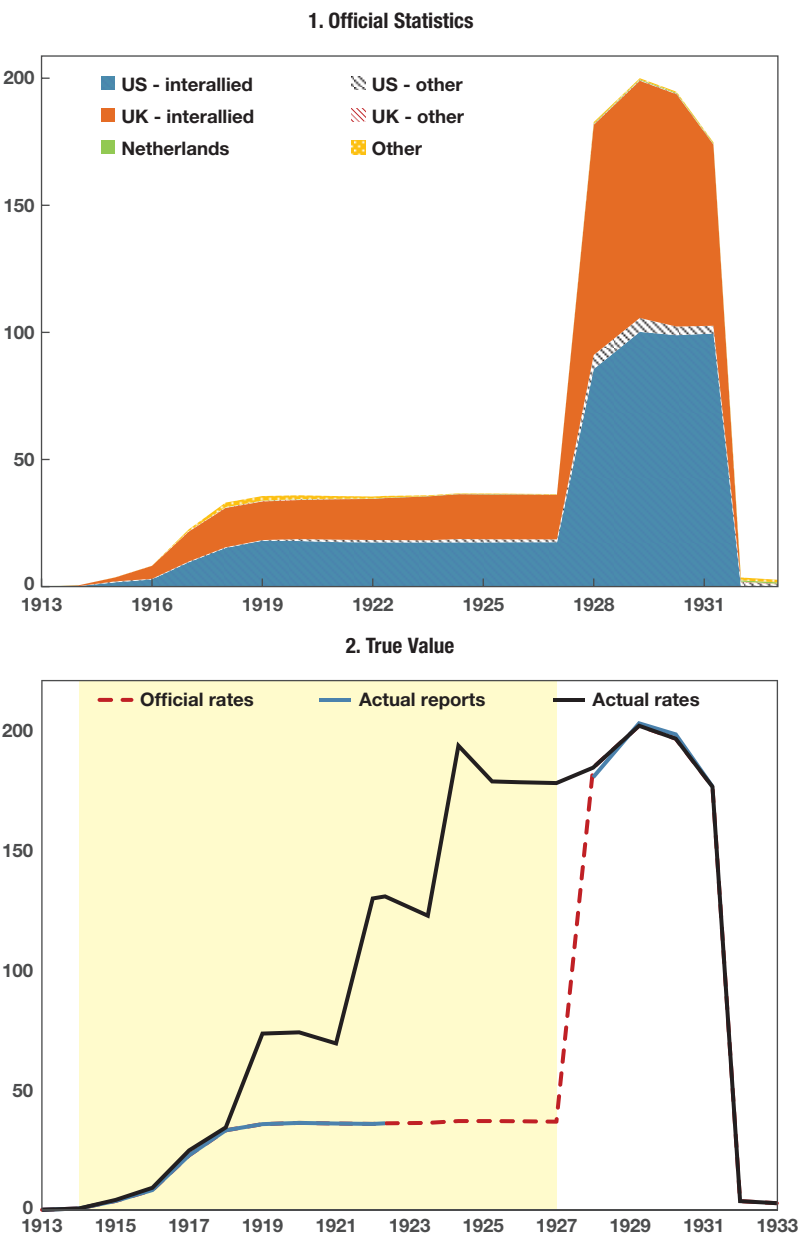 1. Official Statistics
200
150
100
50
0
US - interallied
US - other
UK - interallied
UK - other
Netherlands
Other
1913 1916 1919 1922 1925 1928 1931
2. True Value
Official rates Actual reports Actual rates
200
150
100
50
0
1913 1915 1917 1919 1921 1923 1925 1927 1929 1931 1933